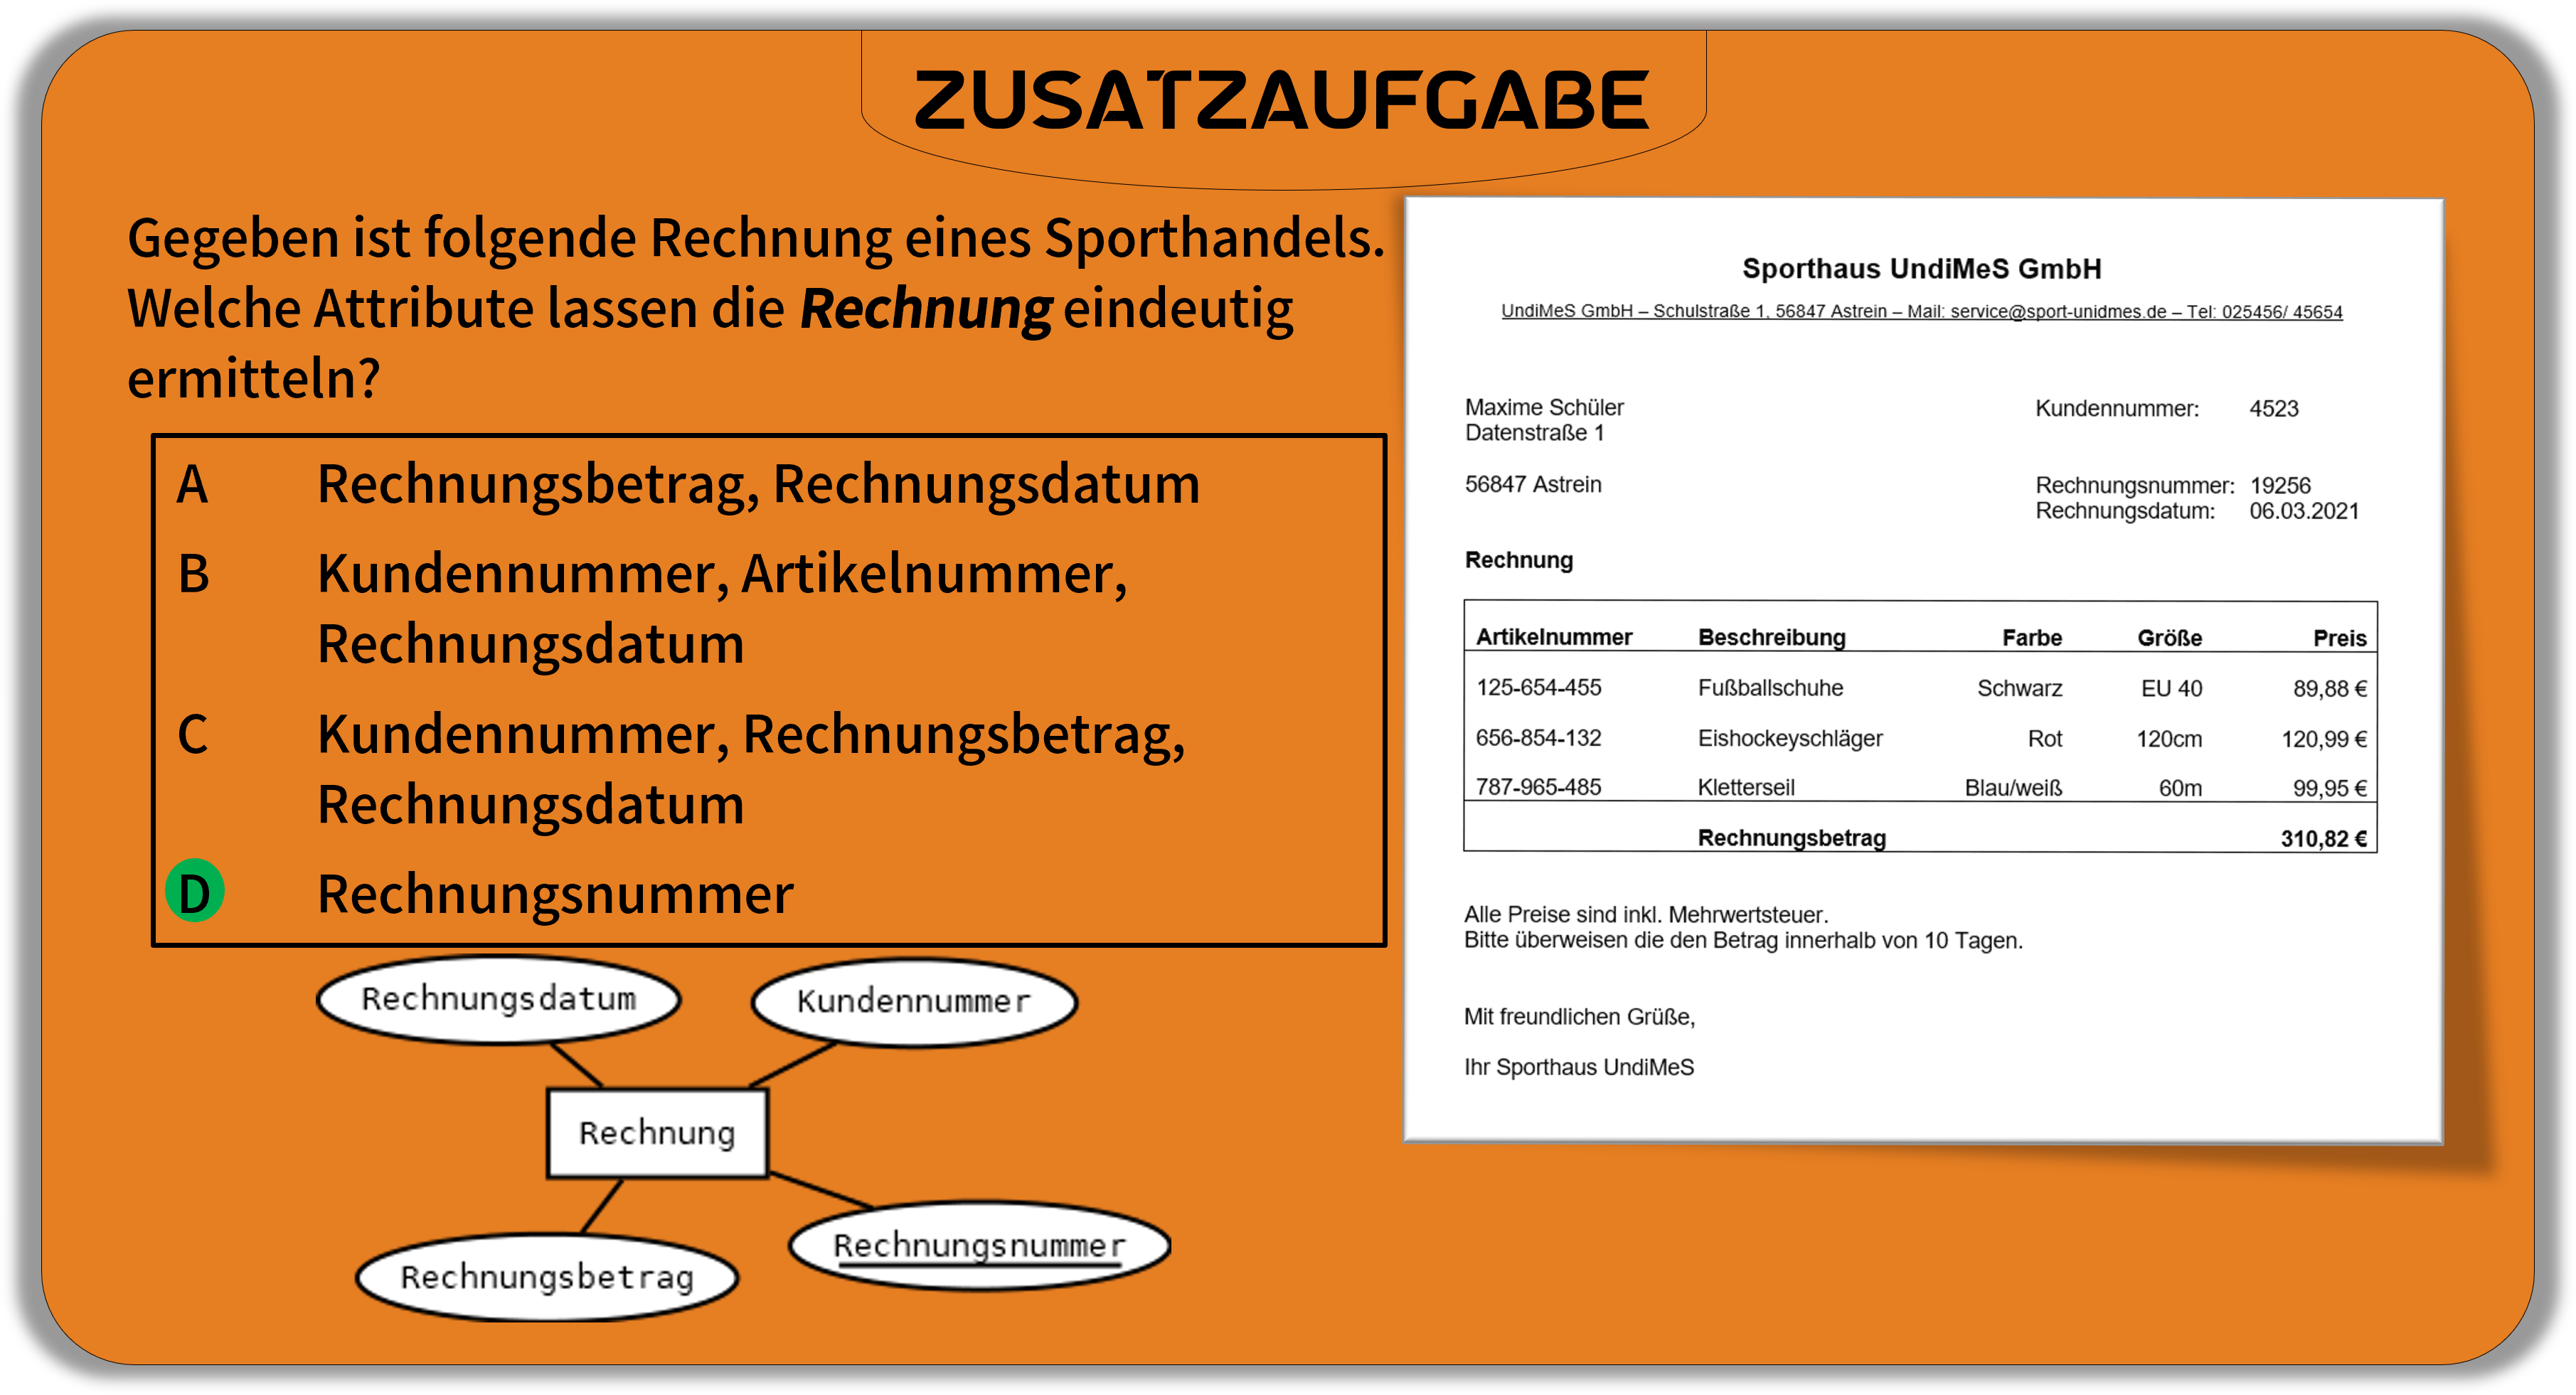 ZUSATZAUFGABE
Gegeben ist folgende Rechnung eines Sporthandels.
Welche Attribute lassen die Rechnung eindeutig
ermitteln?
A Rechnungsbetrag, Rechnungsdatum
B Kundennummer, Artikelnummer,
Rechnungsdatum
C Kundennummer, Rechnungsbetrag,
Rechnungsdatum
D Rechnungsnummer
Rechnungsdatum
Kundennummer
Rechnung
Rechnungsnummer
Rechnungsbetrag
Sporthaus UndiMeS GmbH
UndiMeS GmbH – Schulstraße 1, 56847 Astrein – Mail: service@sport-unidmes.de – Tel: 025456/ 45654
Maxime Schüler Kundennummer: 4523
Datenstraße 1
56847 Astrein Rechnungsnummer: 19256
Rechnungsdatum: 06.03.2021
Rechnung
Artikelnummer Beschreibung Farbe Größe Preis
125-654-455 Fußballschuhe Schwarz EU 40 89,88 €
656-854-132 Eishockeyschläger Rot 120cm 120,99 €
787-965-485 Kletterseil Blau/weiß 60m 99,95 €
Rechnungsbetrag 310,82 €
Alle Preise sind inkl. Mehrwertsteuer.
Bitte überweisen die den Betrag innerhalb von 10 Tagen.
Mit freundlichen Grüße,
Ihr Sporthaus UndiMeS